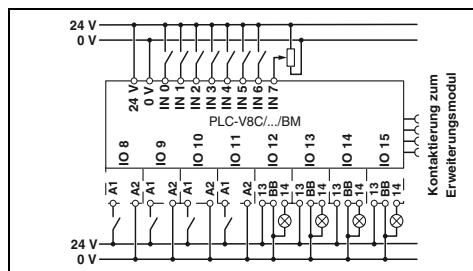 24 V
0 V
24 V
0 V
IN 0
IN 1
IN 2
IN 3
IN 4
IN 5
IN 6
IN 7
PLC-V8C/.../BM
IO 8
IO 9
IO 10
IO 11
IO 12
IO 13
IO 14
IO 15
Kontaktierung zum
Erweiterungsmodul
A1
A2
A1
A2
A1
A2
A1
A2
13
BB
14
13
BB
14
13
BB
14
13
BB
14
24 V
0 V